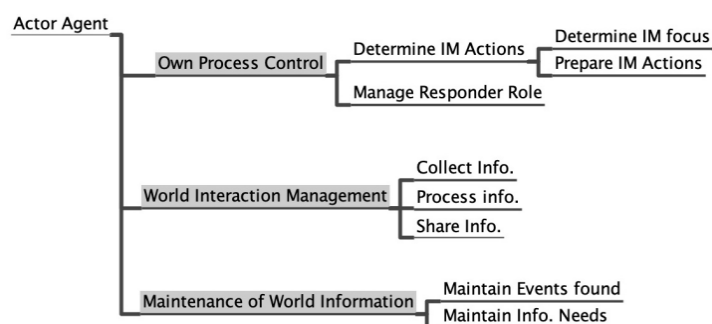 Actor Agent
Own Process Control
Determine IM Actions
Determine IM focus
Prepare IM Actions
Manage Responder Role
World Interaction Management
Collect Info.
Process info.
Share Info.
Maintenance of World Information
Maintain Events found
Maintain Info. Needs